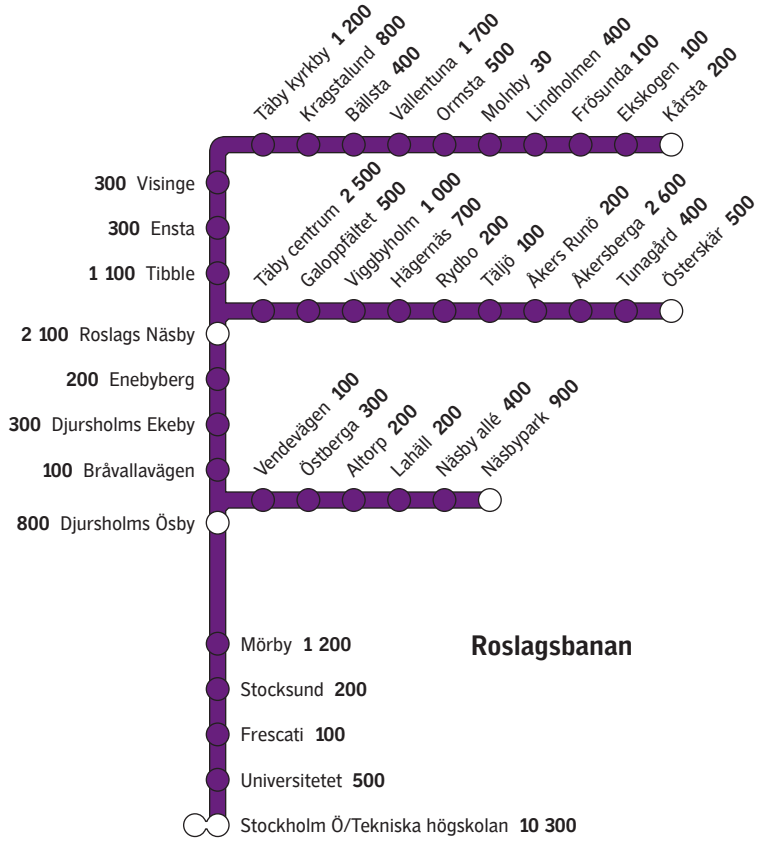 Täby kyrkby 1 200
Kragstalund 800
Bällsta 400
Vallentuna 1 700
Ormsta 500
Molnby 30
Lindholmen 400
Frösunda 100
Ekskogen 100
Kårsta 200
300 Visinge
300 Ensta
1 100 Tibble
Täby centrum 2 500
Galoppfältet 500
Viggbyholm 1 000
Hägernäs 700
Rydbo 200
Täljö 100
Åkers Runö 200
Åkersberga 2 600
Tunagård 400
Österskär 500
2 100 Roslags Näsby
200 Enebyberg
300 Djursholms Ekeby
100 Bråvallavägen
Vendevägen 100
Östberga 300
Altorp 200
Lahäll 200
Näsby allé 400
Näsbypark 900
800 Djursholms Ösby
Mörby 1 200
Roslagsbanan
Stocksund 200
Frescati 100
Universitetet 500
Stockholm Ö/Tekniska högskolan 10 300